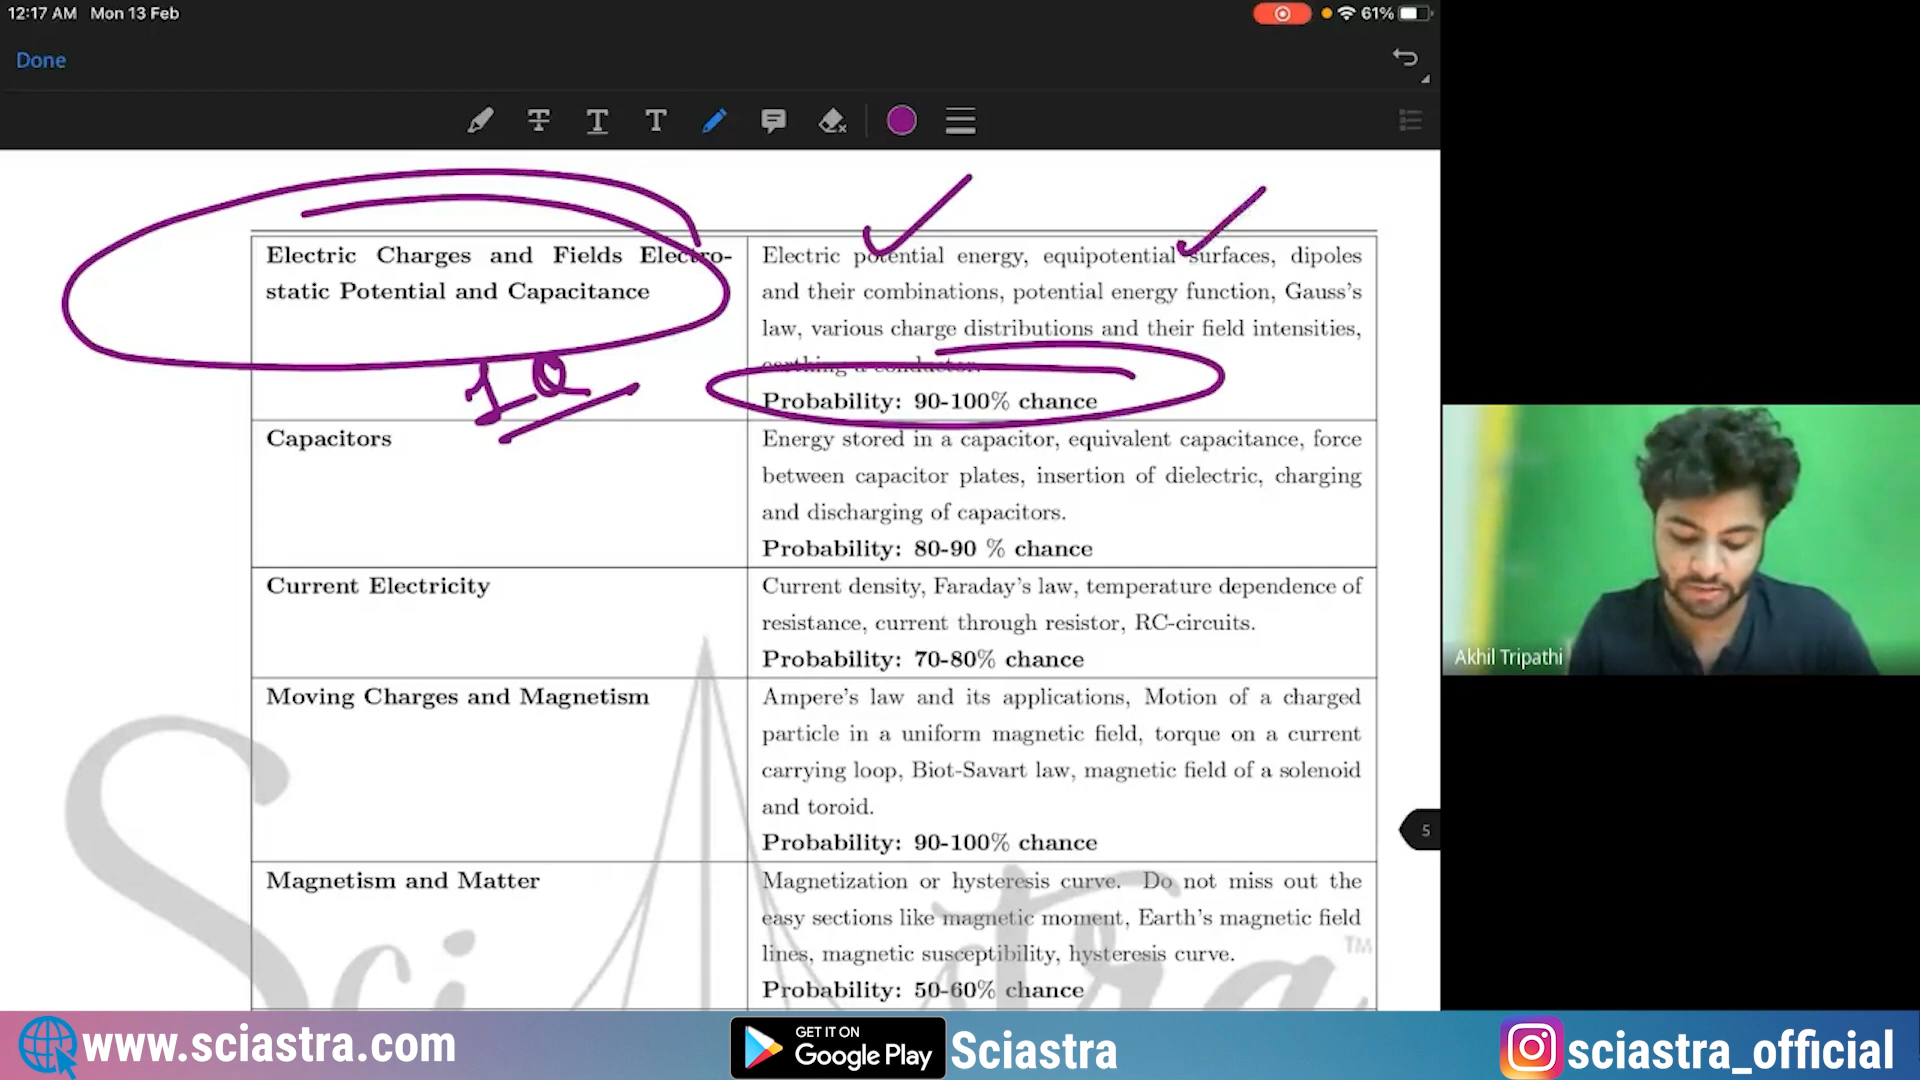 12:17 AM Mon 13 Feb
61%
Done
Electric Charges and Fields Electro-
static Potential and Capacitance
1Q
Electric potential energy, equipotential surfaces, dipoles
and their combinations, potential energy function, Gauss's
law, various charge distributions and their field intensities,
earthing a conductor.
Probability: 90-100% chance
Capacitors
Energy stored in a capacitor, equivalent capacitance, force
between capacitor plates, insertion of dielectric, charging
and discharging of capacitors.
Probability: 80-90 % chance
Current Electricity
Current density, Faraday's law, temperature dependence of
resistance, current through resistor, RC-circuits.
Probability: 70-80% chance
Moving Charges and Magnetism
Ampere's law and its applications, Motion of a charged
particle in a uniform magnetic field, torque on a current
carrying loop, Biot-Savart law, magnetic field of a solenoid
and toroid.
Probability: 90-100% chance
Magnetism and Matter
Magnetization or hysteresis curve. Do not miss out the
easy sections like magnetic moment, Earth's magnetic field
lines, magnetic susceptibility, hysteresis curve.
Probability: 50-60% chance
5
SciAstra
TM
Akhil Tripathi
www.sciastra.com
GET IT ON
Google Play
Sciastra
sciastra_official